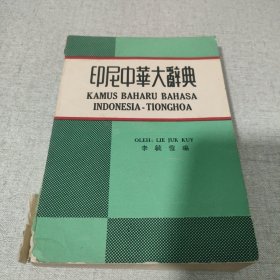 印尼中華大辭典
KAMUS BAHARU BAHASA
INDONESIA-TIONGHOA
OLEH: LIE JUK KUY
李毓恺編